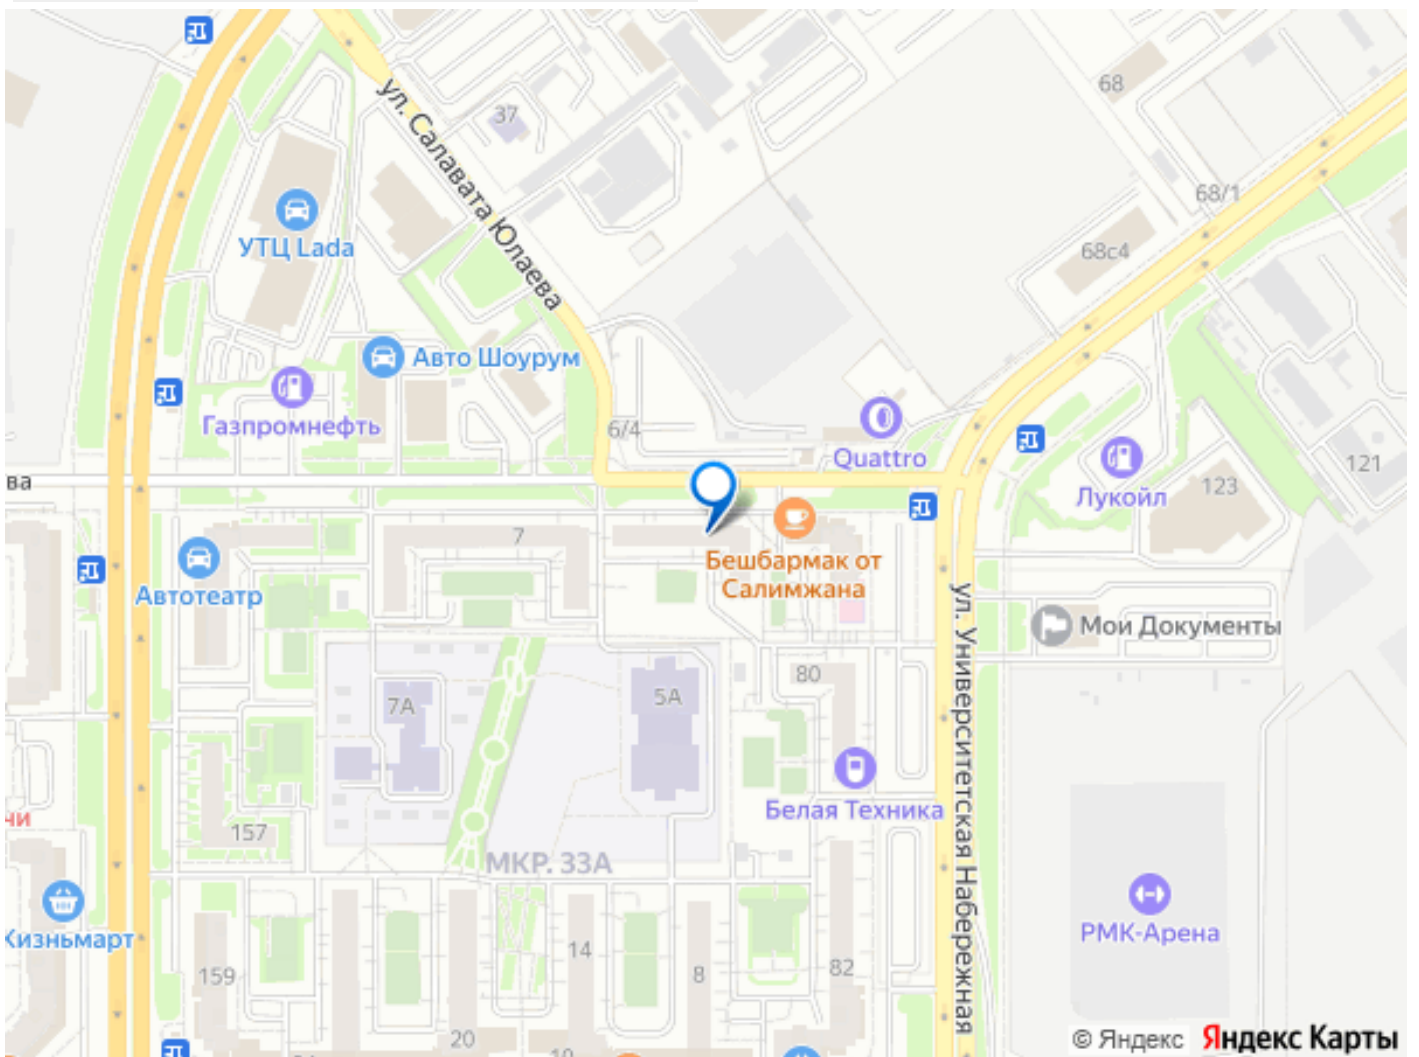 37
68
ул. Салавата Юлаева
68/1
УТЦ Lada
68с4
Авто Шоурум
Газпромнефть
6/4
Quattro
ва
Лукойл
123
121
7
Бешбармак от
Салимжана
Автотеатр
Мои Документы
ул. Университетская Набережная
80
7А
5А
Белая Техника
чи
157
МКР. 33А
Жизньмарт
РМК-Арена
159
14
8
82
20
© Яндекс Яндекс Карты